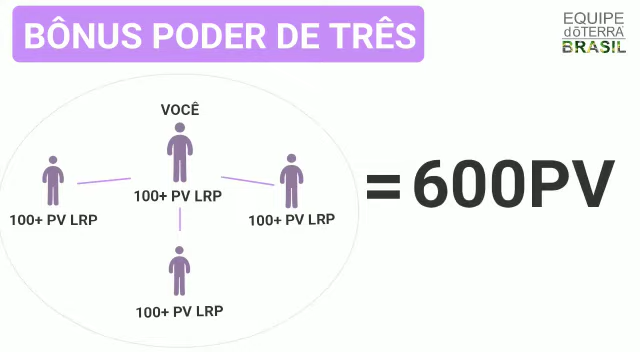 BÔNUS PODER DE TRÊS
EQUIPE
dōTERRA
BRASIL
VOCÊ
100+ PV LRP
100+ PV LRP
100+ PV LRP
100+ PV LRP
= 600PV